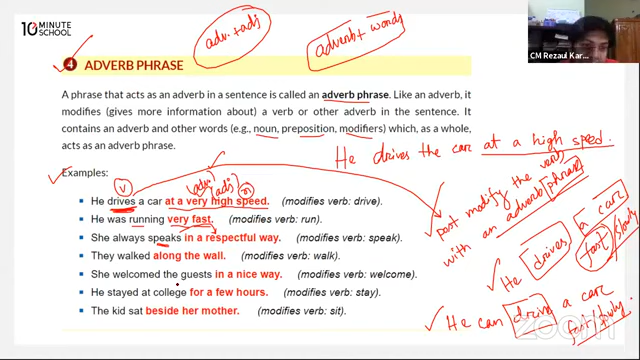 10 MINUTE SCHOOL
adv. + adj
adverb + words
CM Rezaul Kar...
4 ADVERB PHRASE
A phrase that acts as an adverb in a sentence is called an adverb phrase. Like an adverb, it
modifies (gives more information about) a verb or other adverb in the sentence. It
contains an adverb and other words (e.g., noun, preposition, modifiers) which, as a whole,
acts as an adverb phrase.
He drives the car at a high speed.
Examples:
(v) (adv) (adj) (n)
He drives a car at a very high speed. (modifies verb: drive).
He was running very fast. (modifies verb: run).
She always speaks in a respectful way. (modifies verb: speak).
They walked along the wall. (modifies verb: walk).
She welcomed the guests in a nice way. (modifies verb: welcome).
He stayed at college for a few hours. (modifies verb: stay).
The kid sat beside her mother. (modifies verb: sit).
post modify the verb
with an adverb phrase
He drives a car
fast/slowly
He can drive a car
fast/slowly
zoom